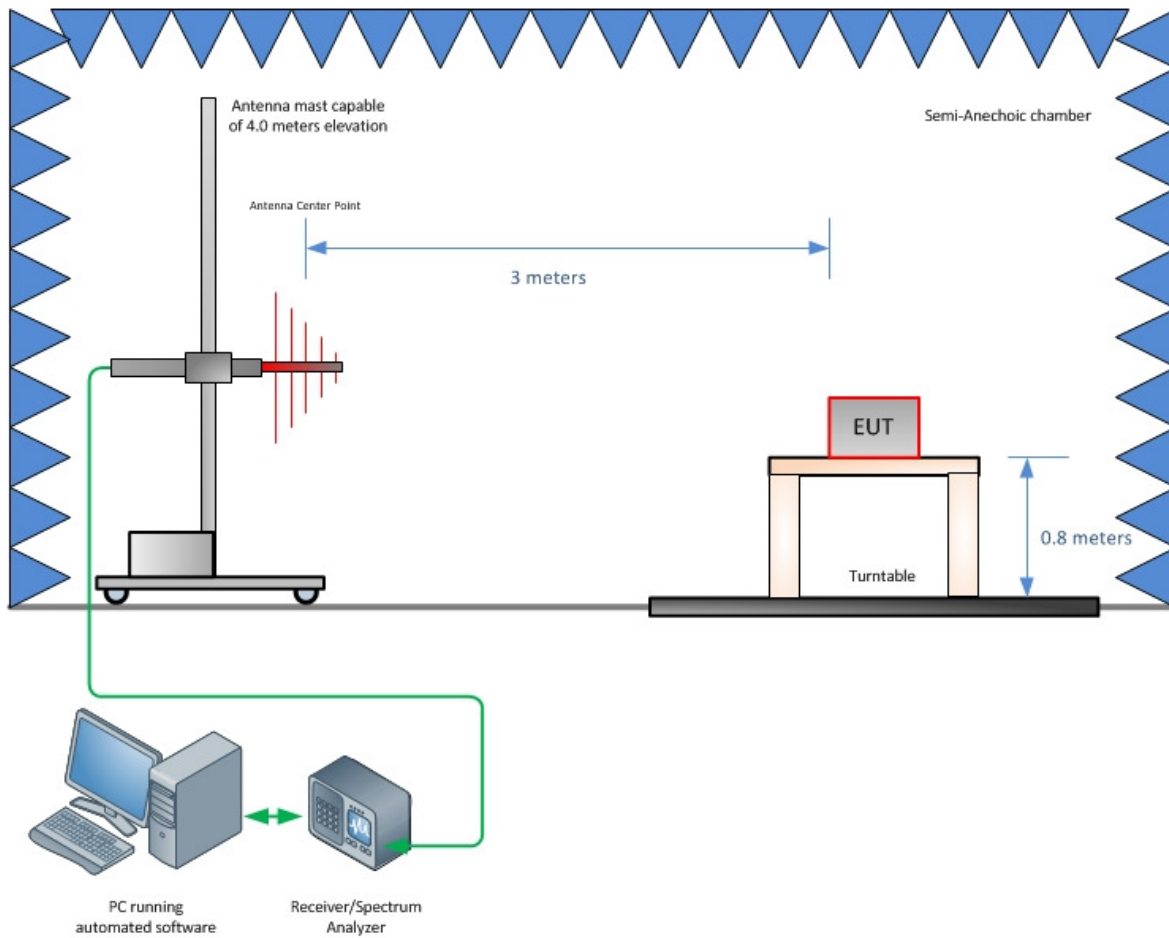 Antenna mast capable
of 4.0 meters elevation
Semi-Anechoic chamber
Antenna Center Point
3 meters
EUT
0.8 meters
Turntable
PC running
automated software
Receiver/Spectrum
Analyzer